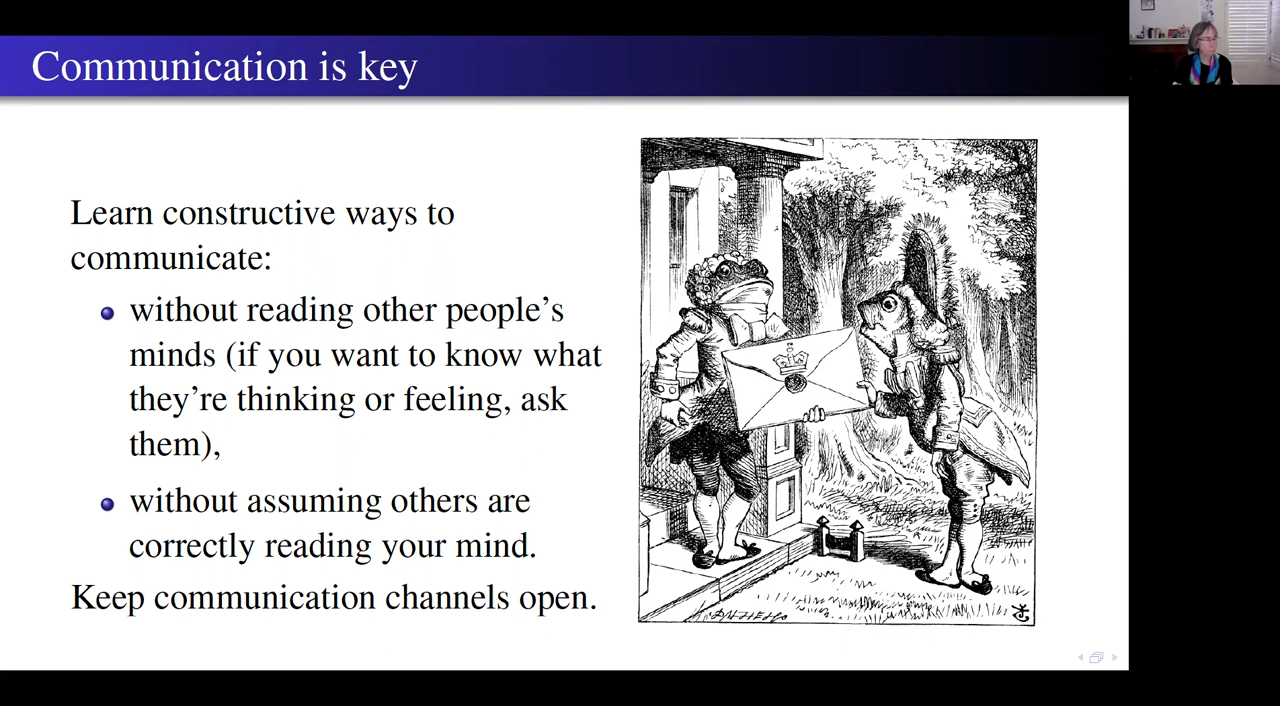 Communication is key
Learn constructive ways to
communicate:
without reading other people's
minds (if you want to know what
they're thinking or feeling, ask
them),
without assuming others are
correctly reading your mind.
Keep communication channels open.